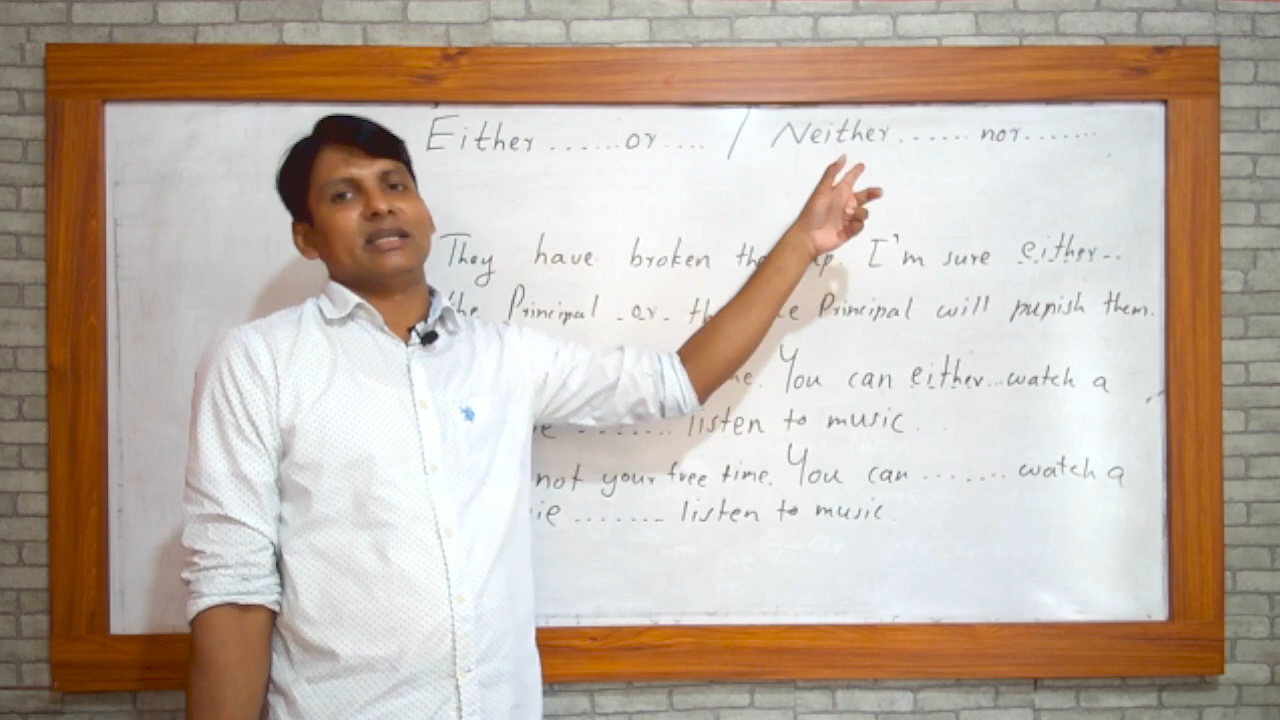 Either ...... or .... / Neither ...... nor .......
They have broken the I'm sure either..
the Principal .or. Principal will punish them.
You can either...watch a
....... listen to music.
not your free time. You can ....... watch a
....... listen to music.